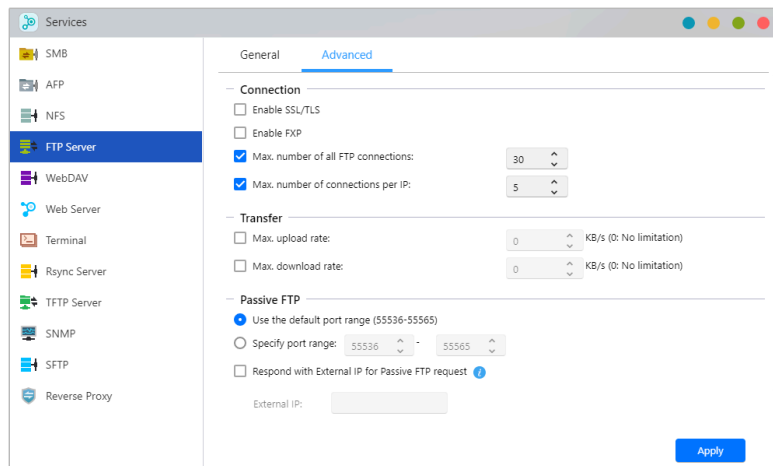 Services
SMB
AFP
NFS
FTP Server
WebDAV
Web Server
Terminal
Rsync Server
TFTP Server
SNMP
SFTP
Reverse Proxy
General Advanced
Connection
Enable SSL/TLS
Enable FXP
Max. number of all FTP connections: 30
Max. number of connections per IP: 5
Transfer
Max. upload rate: 0 KB/s (0: No limitation)
Max. download rate: 0 KB/s (0: No limitation)
Passive FTP
Use the default port range (55536-55565)
Specify port range: 55536 - 55565
Respond with External IP for Passive FTP request i
External IP:
Apply